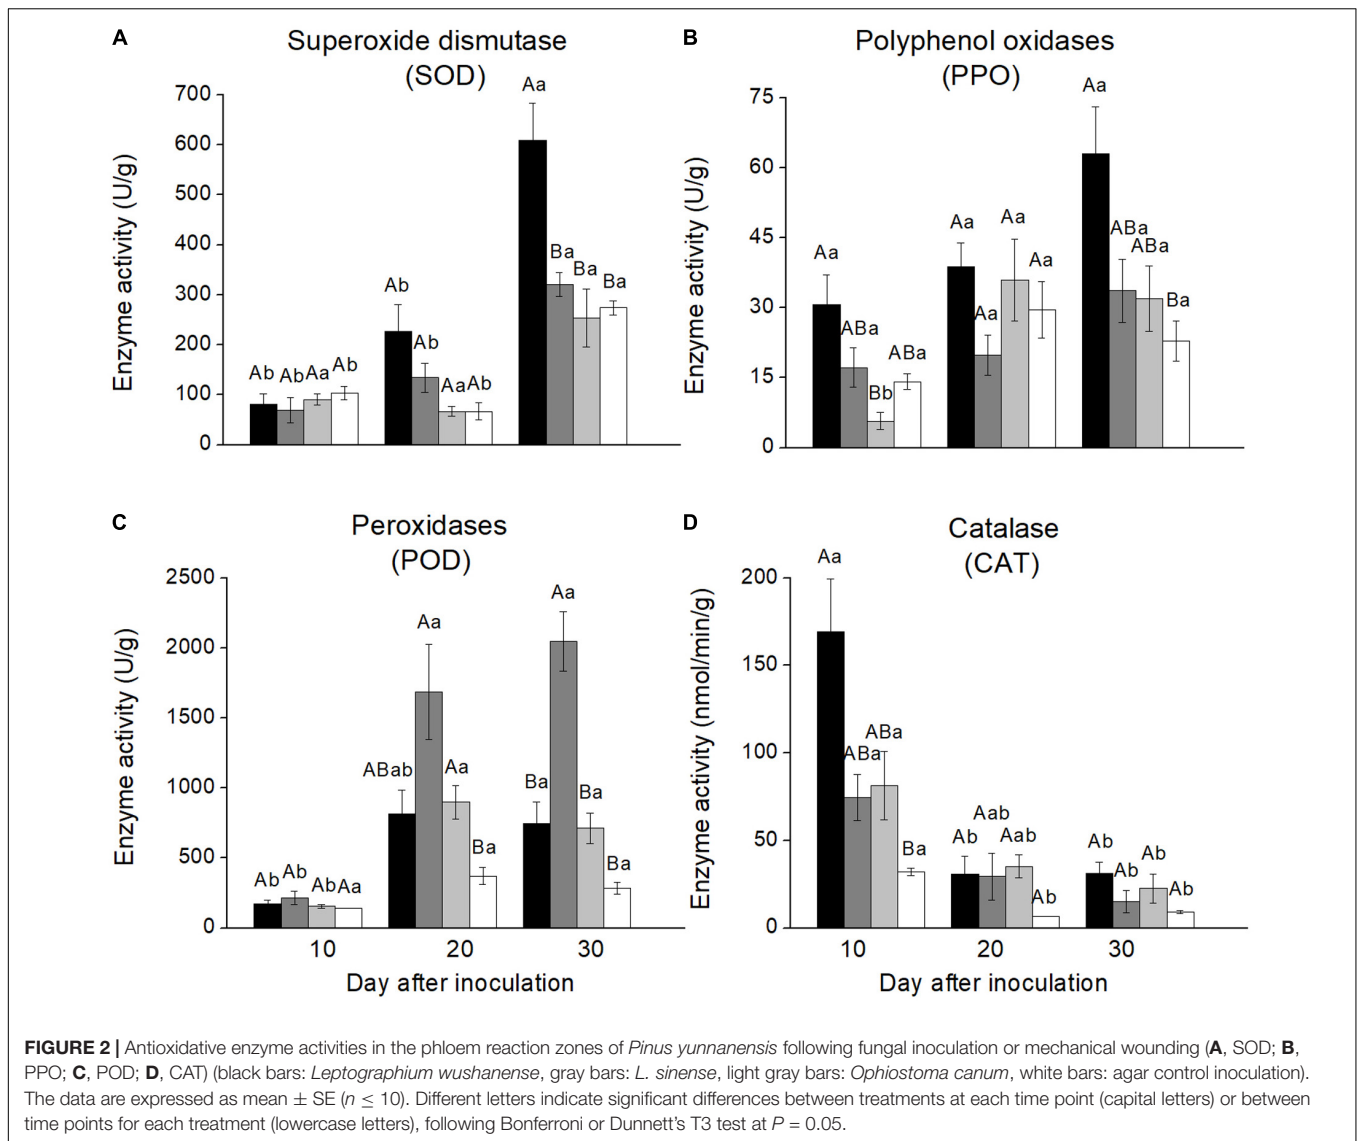 A
Superoxide dismutase
(SOD)
Enzyme activity (U/g)
700
600
500
400
300
200
100
0
Ab Ab Aa Ab
Ab Ab Aa Ab
Aa Ba Ba Ba
B
Polyphenol oxidases
(PPO)
Enzyme activity (U/g)
75
60
45
30
15
0
Aa ABa Bb ABa
Aa Aa Aa Aa
Aa ABa ABa Ba
C
Peroxidases
(POD)
Enzyme activity (U/g)
2500
2000
1500
1000
500
0
Ab Ab Ab Aa
ABab Aa Aa Ba
Ba Aa Ba Ba
10 20 30
Day after inoculation
D
Catalase
(CAT)
Enzyme activity (nmol/min/g)
200
150
100
50
0
Aa ABa ABa Ba
Ab Aab Aab Ab
Ab Ab Ab Ab
10 20 30
Day after inoculation
FIGURE 2 | Antioxidative enzyme activities in the phloem reaction zones of Pinus yunnanensis following fungal inoculation or mechanical wounding (A, SOD; B,
PPO; C, POD; D, CAT) (black bars: Leptographium wushanense, gray bars: L. sinense, light gray bars: Ophiostoma canum, white bars: agar control inoculation).
The data are expressed as mean ± SE (n ≤ 10). Different letters indicate significant differences between treatments at each time point (capital letters) or between
time points for each treatment (lowercase letters), following Bonferroni or Dunnett's T3 test at P = 0.05.